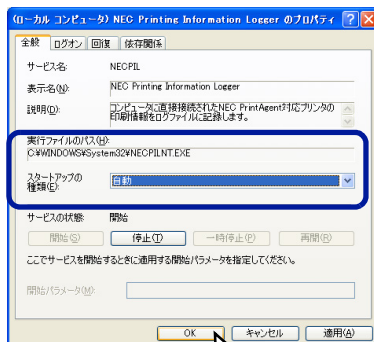 (ローカル コンピュータ) NEC Printing Information Logger のプロパティ
全般 ログオン 回復 依存関係
サービス名: NECPIL
表示名(N): NEC Printing Information Logger
説明(D): コンピュータに直接接続されたNEC PrintAgent対応プリンタの
印刷情報をログファイルに記録します。
実行ファイルのパス(H):
C:¥WINDOWS¥System32¥NECPILNT.EXE
スタートアップの
種類(E): 自動
サービスの状態: 開始
開始(S) 停止(T) 一時停止(P) 再開(R)
ここでサービスを開始するときに適用する開始パラメータを指定してください。
開始パラメータ(M):
OK キャンセル 適用(A)